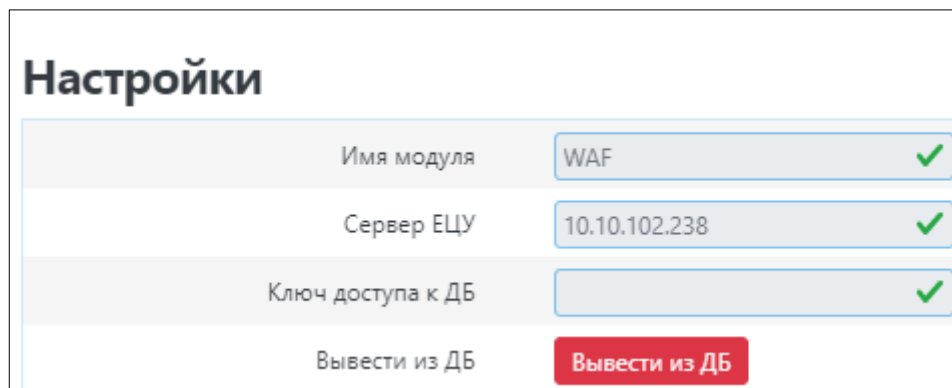 Настройки
Имя модуля WAF
Сервер ЕЦУ 10.10.102.238
Ключ доступа к ДБ
Вывести из ДБ Вывести из ДБ